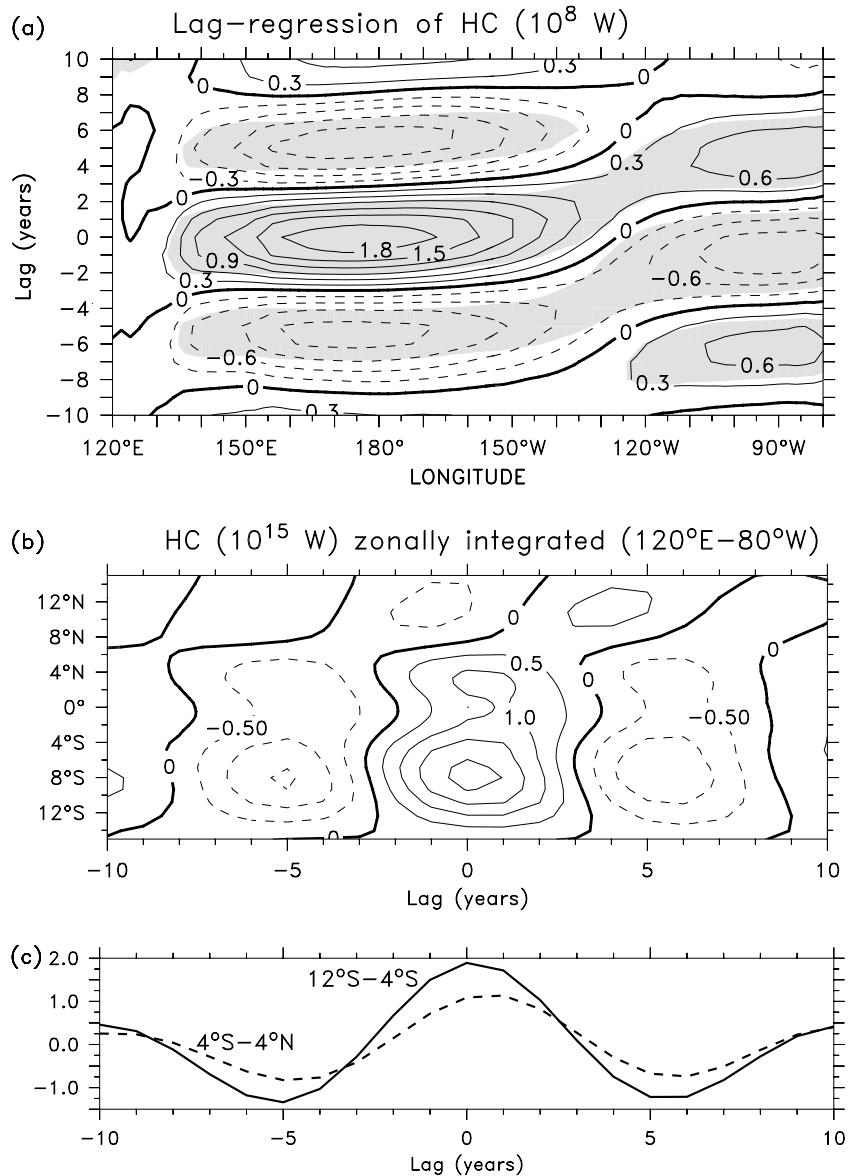 (a) Lag-regression of HC (10⁸ W)
10
8
6
4
2
0
-2
-4
-6
-8
-10
Lag (years)
0.3 0
0
0 0.3
-0.3 0.6
0
0
1.8 1.5
0.9 -0.6
0.3
0
0
-0.6
0.6
0 0.3
0.3
120°E 150°E 180° 150°W 120°W 90°W
LONGITUDE
(b) HC (10¹⁵ W) zonally integrated (120°E-80°W)
12°N
8°N
4°N
0°
4°S
8°S
12°S
0
0.5 0
0
1.0 -0.50
-0.50
0
0
-10 -5 0 5 10
Lag (years)
(c)
2.0
1.0
0.0
-1.0
12°S-4°S
4°S-4°N
-10 -5 0 5 10
Lag (years)